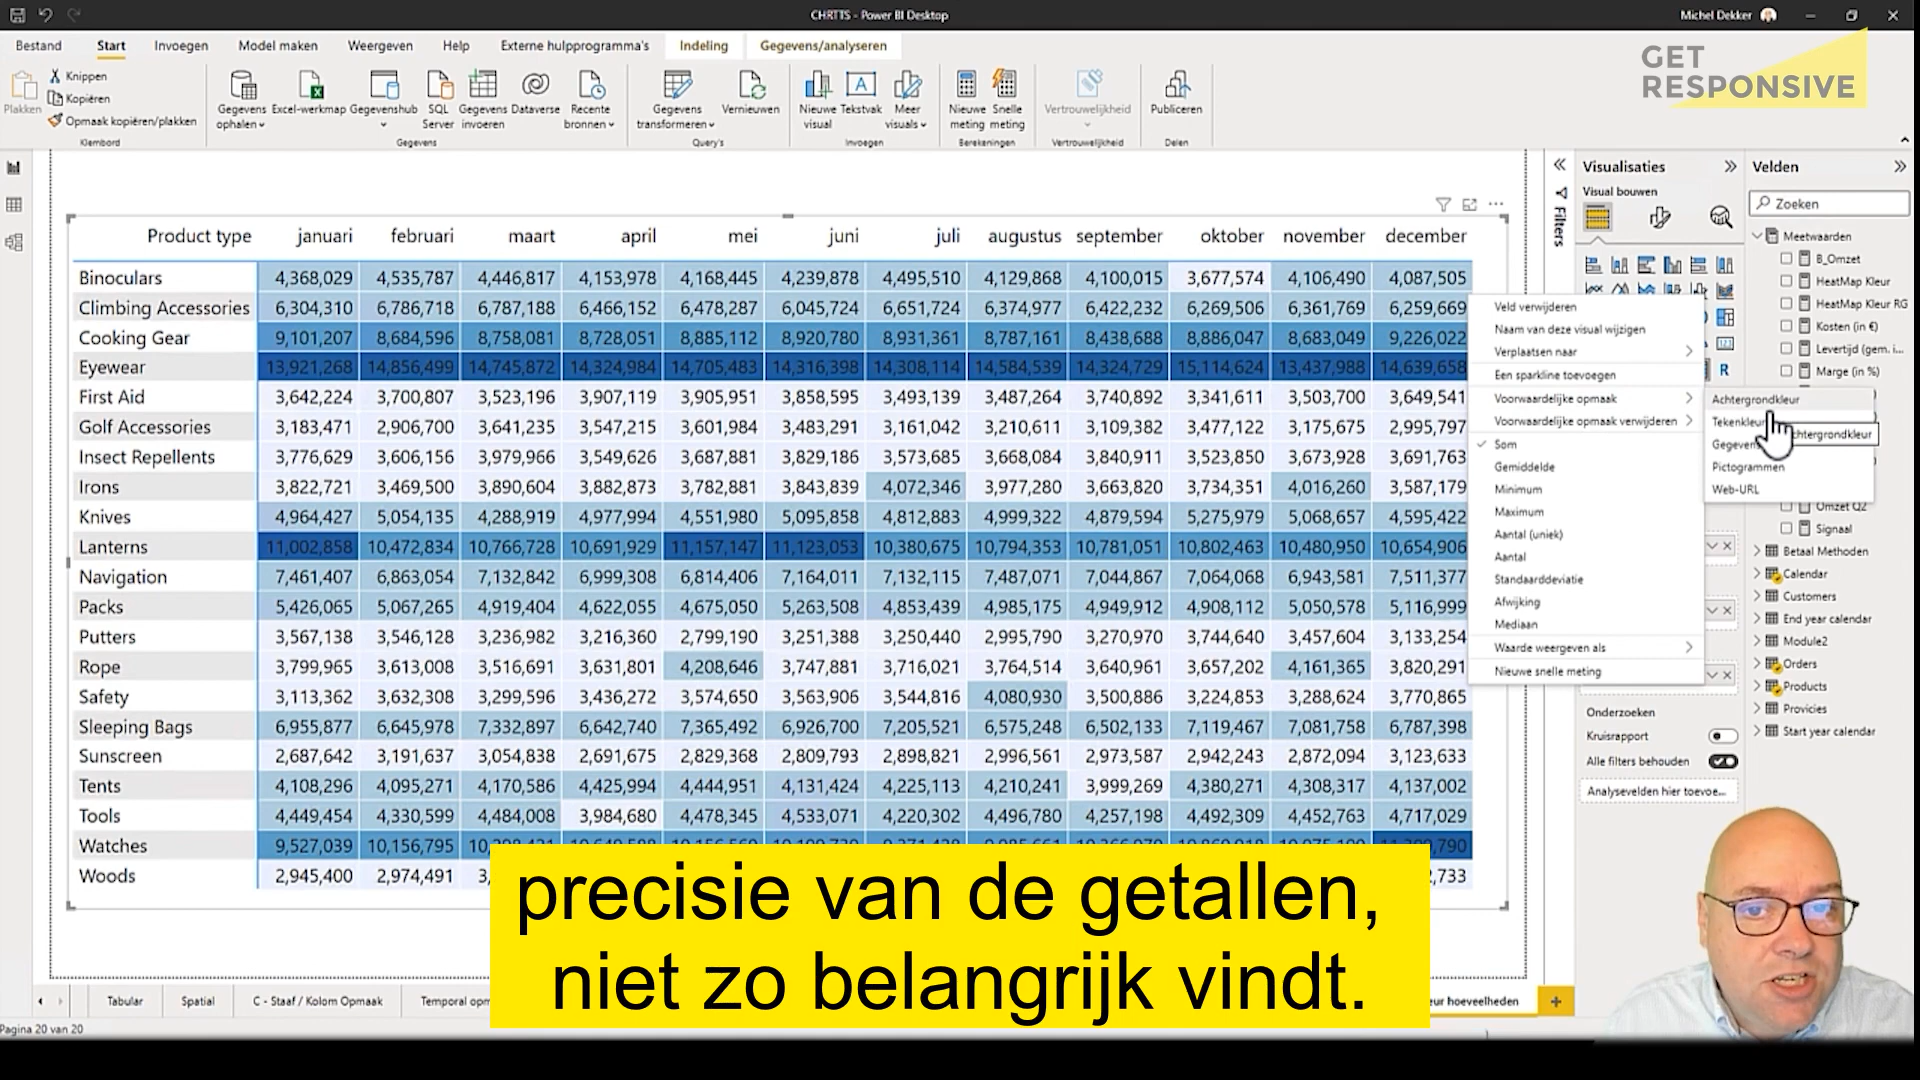 CHRTTS - Power BI Desktop
Michel Dekker
Bestand Start Invoegen Model maken Weergeven Help Externe hulpprogramma's Indeling Gegevens/analyseren
GET
RESPONSIVE
Plakken
Knippen
Kopiëren
Opmaak kopiëren/plakken
Gegevens ophalen
Excel-werkmap
Gegevenshub
SQL Server
Gegevens invoeren
Dataverse
Recente bronnen
Gegevens transformeren
Vernieuwen
Nieuwe visual
Tekstvak
Meer visuals
Nieuwe meting
Snelle meting
Vertrouwelijkheid
Publiceren
Klembord Gegevens Query's Invoegen Berekeningen Vertrouwelijkheid Delen
Product type januari februari maart april mei juni juli augustus september oktober november december
Binoculars 4,368,029 4,535,787 4,446,817 4,153,978 4,168,445 4,239,878 4,495,510 4,129,868 4,100,015 3,677,574 4,106,490 4,087,505
Climbing Accessories 6,304,310 6,786,718 6,787,188 6,466,152 6,478,287 6,045,724 6,651,724 6,374,977 6,422,232 6,269,506 6,361,769 6,259,669
Cooking Gear 9,101,207 8,684,596 8,758,081 8,728,051 8,885,112 8,920,780 8,931,361 8,787,161 8,438,688 8,886,047 8,683,049 9,226,022
Eyewear 13,921,268 14,856,499 14,745,872 14,324,984 14,705,483 14,316,398 14,308,114 14,584,539 14,324,729 15,114,624 13,437,988 14,639,658
First Aid 3,642,224 3,700,807 3,523,196 3,907,119 3,905,951 3,858,595 3,493,139 3,487,264 3,740,892 3,341,611 3,503,700 3,649,541
Golf Accessories 3,183,471 2,906,700 3,641,235 3,547,215 3,601,984 3,483,291 3,161,042 3,210,611 3,109,382 3,477,122 3,175,675 2,995,797
Insect Repellents 3,776,629 3,606,156 3,979,966 3,549,626 3,687,881 3,829,186 3,573,685 3,668,084 3,840,911 3,523,850 3,673,928 3,691,763
Irons 3,822,721 3,469,500 3,890,604 3,882,873 3,782,881 3,843,839 4,072,346 3,977,280 3,663,820 3,734,351 4,016,260 3,587,179
Knives 4,964,427 5,054,135 4,288,919 4,977,994 4,551,980 5,095,858 4,812,883 4,999,322 4,879,594 5,275,979 5,068,657 4,595,422
Lanterns 11,002,858 10,472,834 10,766,728 10,691,929 11,157,147 11,123,053 10,380,675 10,794,353 10,781,051 10,802,463 10,480,950 10,654,906
Navigation 7,461,407 6,863,054 7,132,842 6,999,308 6,814,406 7,164,011 7,132,115 7,487,071 7,044,867 7,064,068 6,943,581 7,511,377
Packs 5,426,065 5,067,265 4,919,404 4,622,055 4,675,050 5,263,508 4,853,439 4,985,175 4,949,912 4,908,112 5,050,578 5,116,999
Putters 3,567,138 3,546,128 3,236,982 3,216,360 2,799,190 3,251,388 3,250,440 2,995,790 3,270,970 3,744,640 3,457,604 3,133,254
Rope 3,799,965 3,613,008 3,516,691 3,631,801 4,208,646 3,747,881 3,716,021 3,764,514 3,640,961 3,657,202 4,161,365 3,820,291
Safety 3,113,362 3,632,308 3,299,596 3,436,272 3,574,650 3,563,906 3,544,816 4,080,930 3,500,886 3,224,853 3,288,624 3,770,865
Sleeping Bags 6,955,877 6,645,978 7,332,897 6,642,740 7,365,492 6,926,700 7,205,521 6,575,248 6,502,133 7,119,467 7,081,758 6,787,398
Sunscreen 2,687,642 3,191,637 3,054,838 2,691,675 2,829,368 2,809,793 2,898,821 2,996,561 2,973,587 2,942,243 2,872,094 3,123,633
Tents 4,108,296 4,095,271 4,170,586 4,425,994 4,444,951 4,131,424 4,225,113 4,210,241 3,999,269 4,380,271 4,308,317 4,137,002
Tools 4,449,454 4,330,599 4,484,008 3,984,680 4,478,345 4,533,071 4,220,302 4,496,780 4,257,198 4,492,309 4,452,763 4,717,029
Watches 9,527,039 10,156,795
Woods 2,945,400 2,974,491
Veld verwijderen
Naam van deze visual wijzigen
Verplaatsen naar
Een sparkline toevoegen
Voorwaardelijke opmaak
Voorwaardelijke opmaak verwijderen
Som
Gemiddelde
Minimum
Maximum
Aantal (uniek)
Aantal
Standaarddeviatie
Afwijking
Mediaan
Waarde weergeven als
Nieuwe snelle meting
Achtergrondkleur
Tekenkleur
Pictogrammen
Web-URL
Filters
Visualisaties
Visual bouwen
R
Onderzoeken
Kruisrapport
Alle filters behouden
Analysevelden hier toevoe...
Velden
Zoeken
Meetwaarden
B_Omzet
HeatMap Kleur
HeatMap Kleur RG
Kosten (in €)
Levertijd (gem. i...
Marge (in %)
Omzet Q2
Signaal
Betaal Methoden
Calendar
Customers
End year calendar
Module2
Orders
Products
Provicies
Start year calendar
precisie van de getallen,
niet zo belangrijk vindt.
Tabular Spatial C - Staaf / Kolom Opmaak Temporal hoeveelheden
Pagina 20 van 20